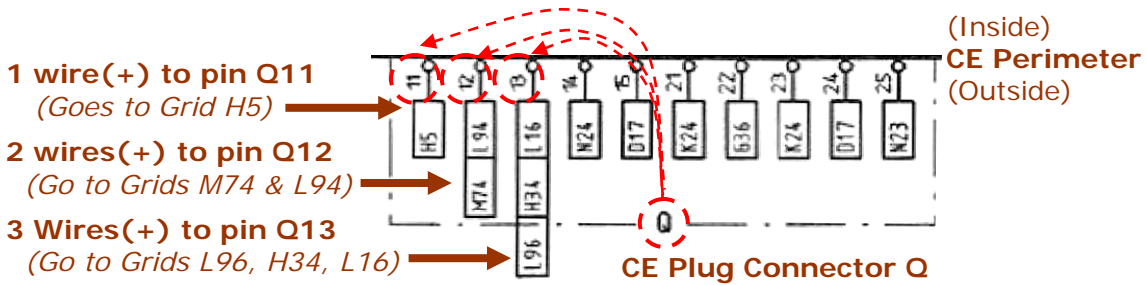 (Inside)
CE Perimeter
(Outside)
1 wire(+) to pin Q11
(Goes to Grid H5)
2 wires(+) to pin Q12
(Go to Grids M74 & L94)
3 Wires(+) to pin Q13
(Go to Grids L96, H34, L16)
11 12 13 14 15 21 22 23 24 25
H5 L94 L16 N24 D17 K24 G36 K24 D17 N23
M74 H34
L96
Q
CE Plug Connector Q